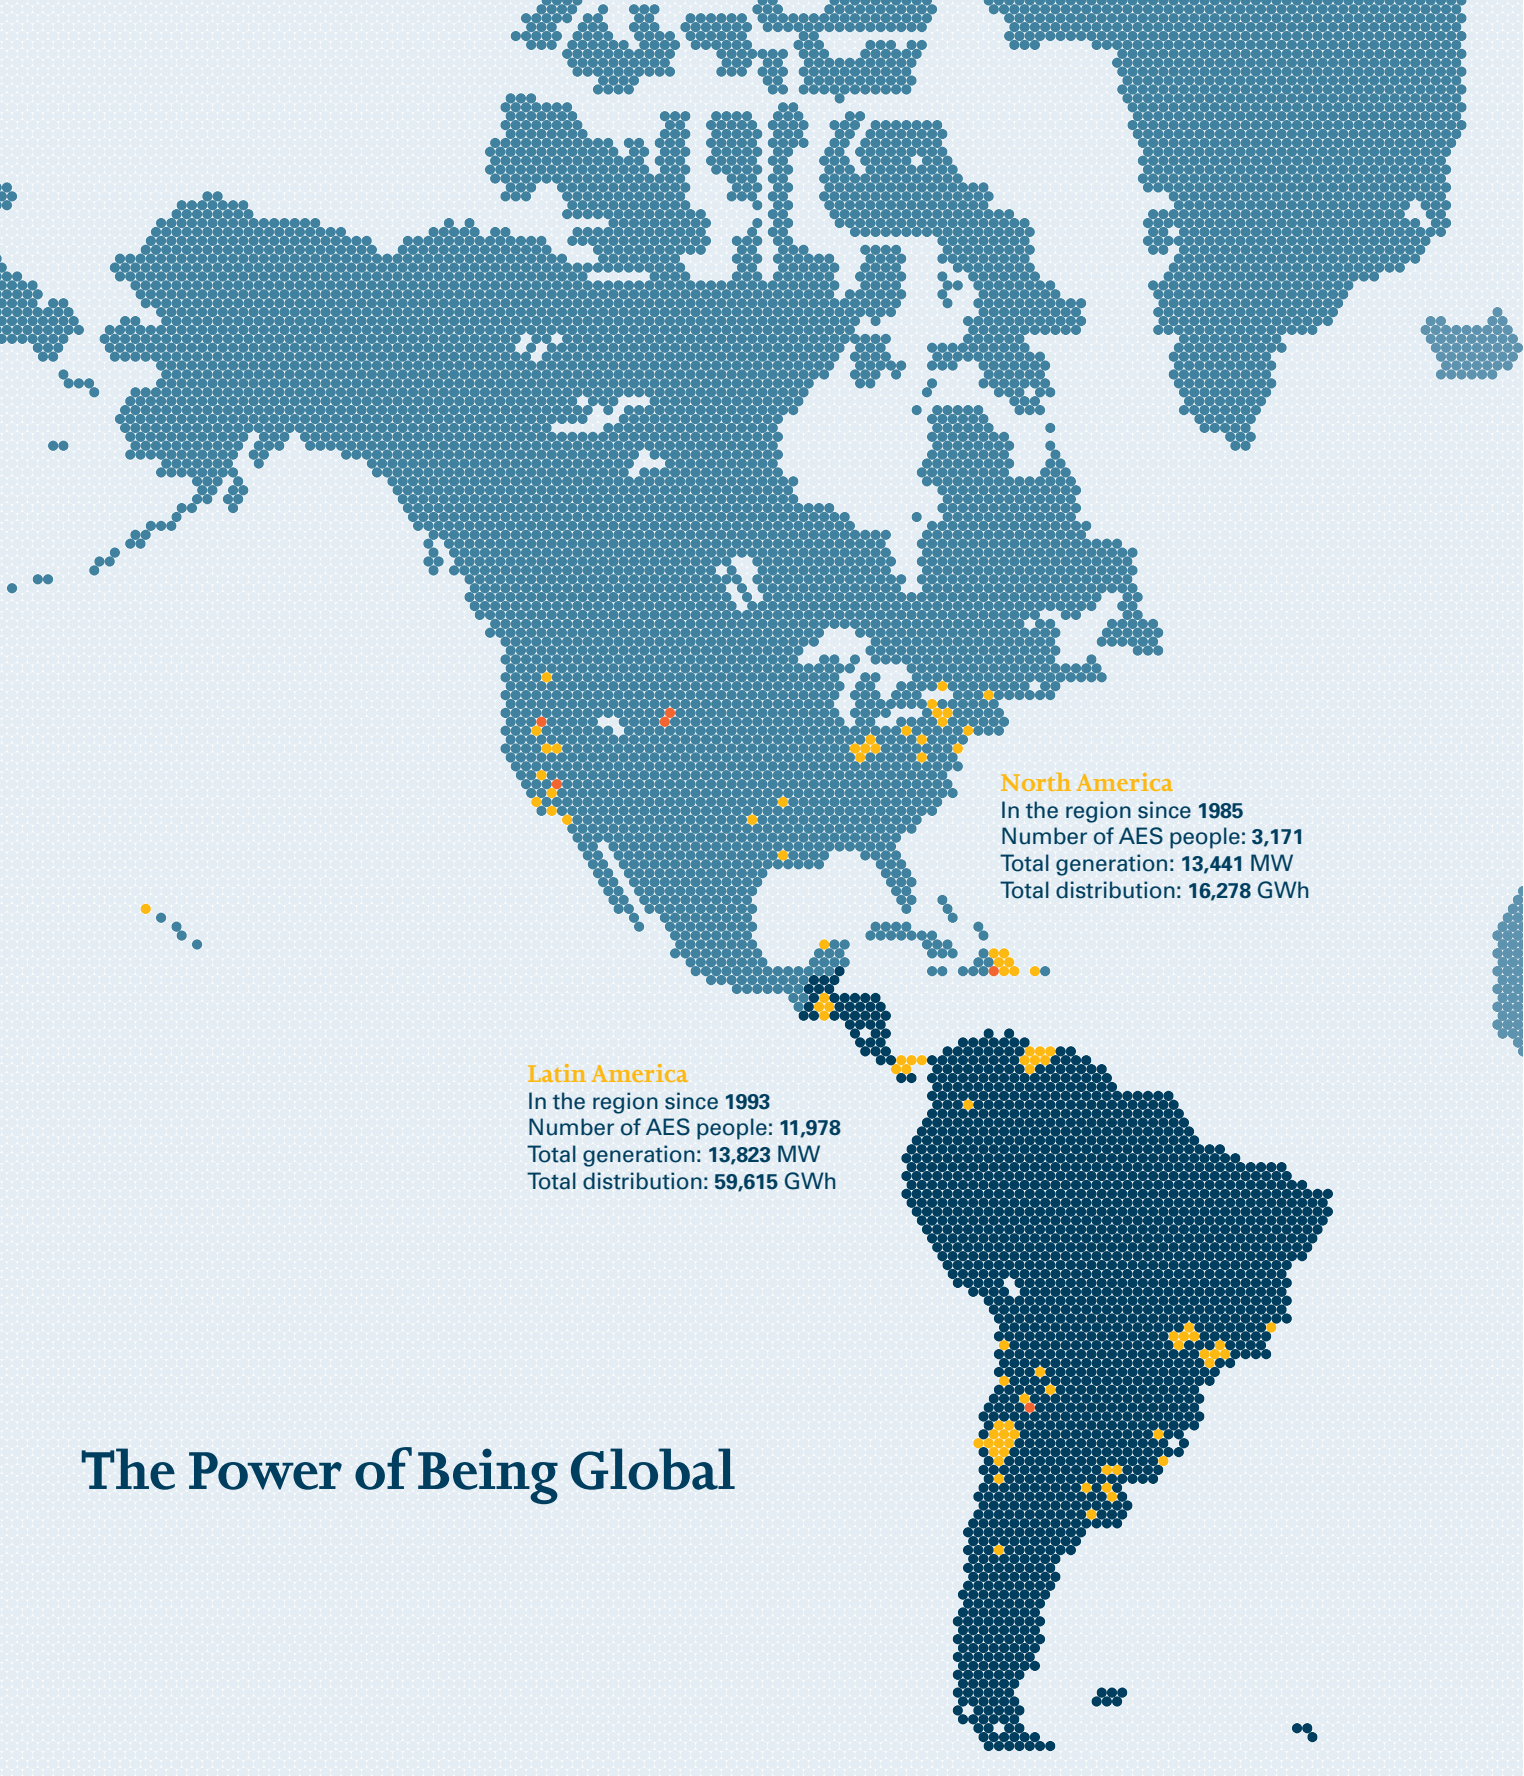 North America
In the region since 1985
Number of AES people: 3,171
Total generation: 13,441 MW
Total distribution: 16,278 GWh
Latin America
In the region since 1993
Number of AES people: 11,978
Total generation: 13,823 MW
Total distribution: 59,615 GWh
The Power of Being Global